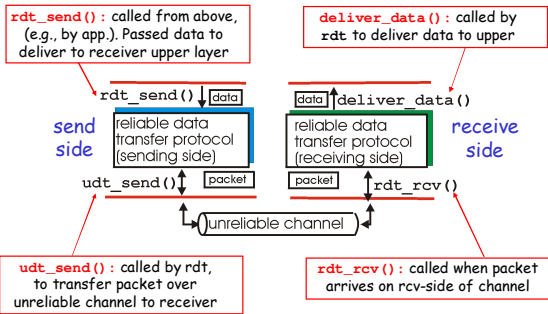 rdt_send(): called from above,
(e.g., by app.). Passed data to
deliver to receiver upper layer
deliver_data(): called by
rdt to deliver data to upper
rdt_send()
data
data
deliver_data()
send
side
reliable data
transfer protocol
(sending side)
reliable data
transfer protocol
(receiving side)
receive
side
udt_send()
packet
packet
rdt_rcv()
unreliable channel
udt_send(): called by rdt,
to transfer packet over
unreliable channel to receiver
rdt_rcv(): called when packet
arrives on rcv-side of channel